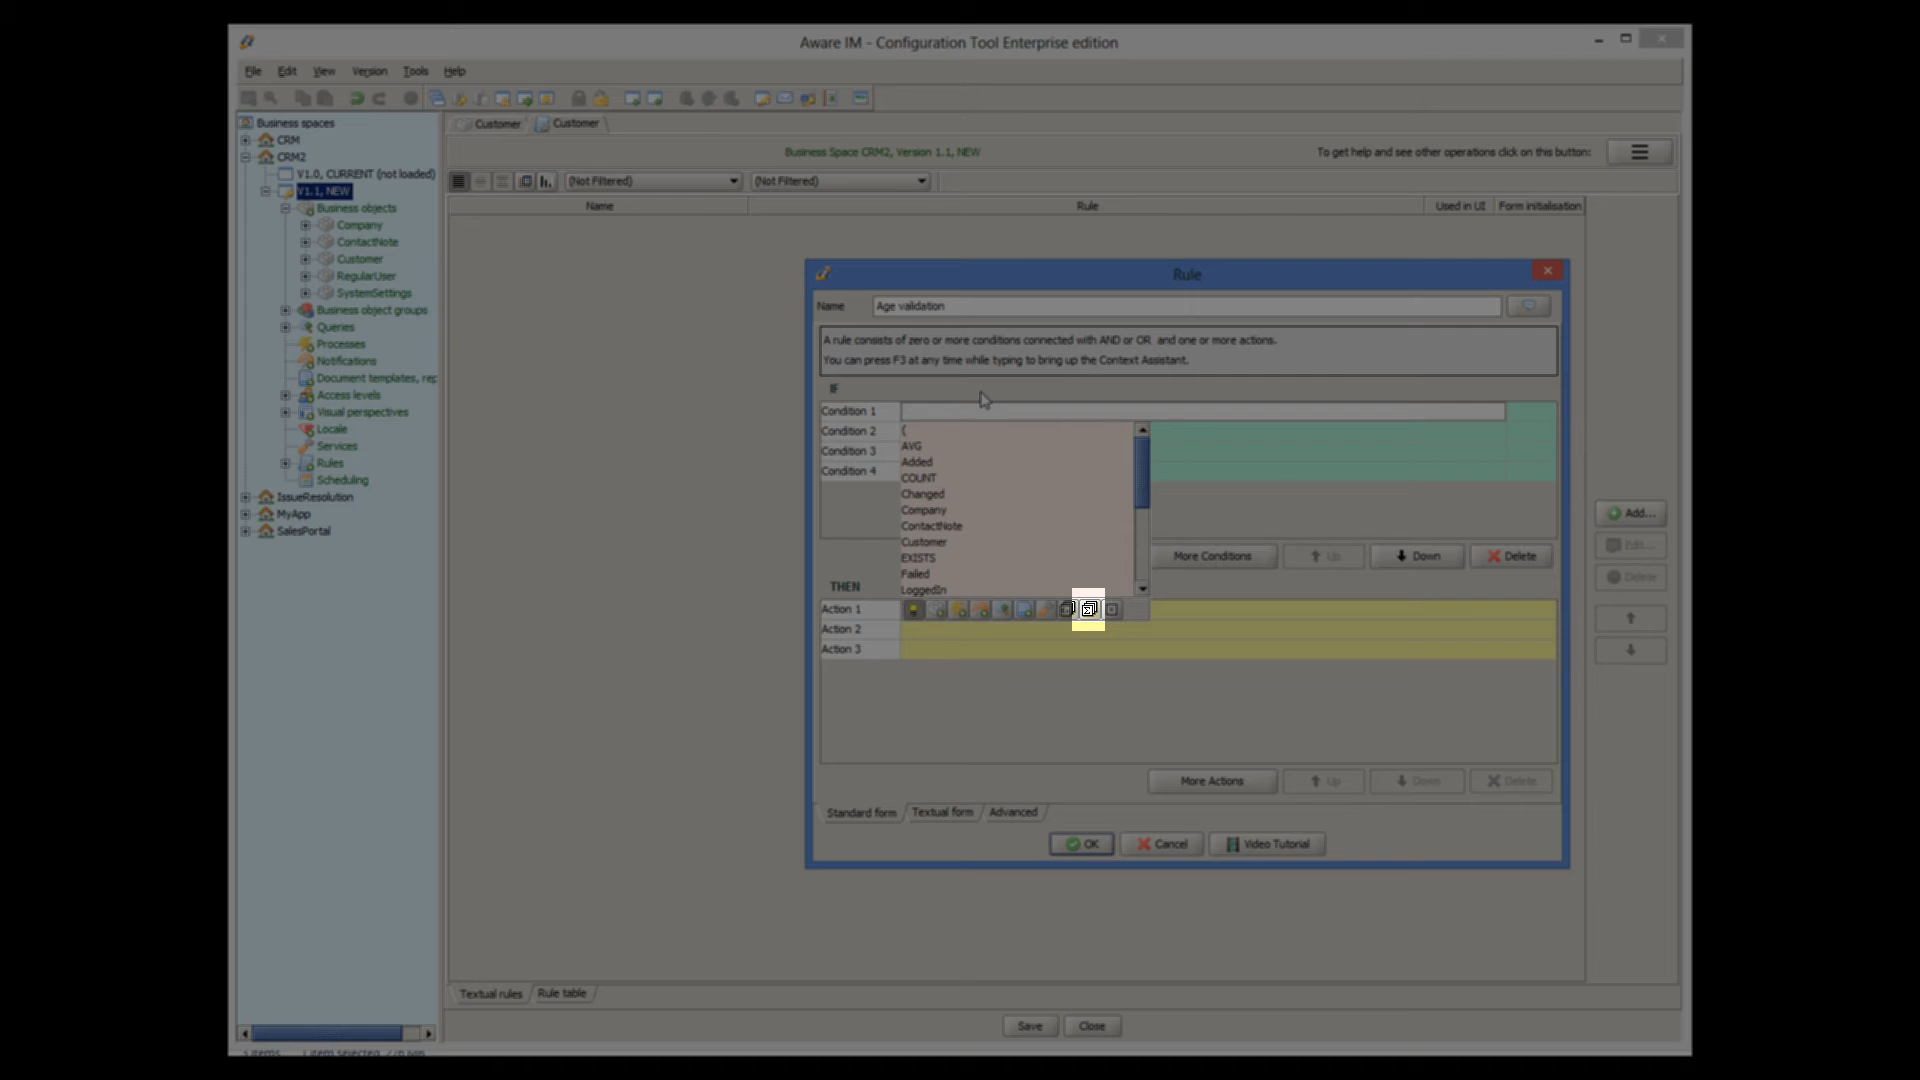 Aware IM - Configuration Tool Enterprise edition
File Edit View Version Tools Help
Business spaces
CRM
CRM2
V1.0, CURRENT (not loaded)
V1.1, NEW
Business objects
Company
ContactNote
Customer
RegularUser
SystemSettings
Business object groups
Queries
Processes
Notifications
Document templates, rep
Access levels
Visual perspectives
Locale
Services
Rules
Scheduling
IssueResolution
MyApp
SalesPortal
Customer Customer
Business Space CRM2, Version 1.1, NEW
To get help and see other operations click on this button:
(Not Filtered) (Not Filtered)
Name Rule Used in UI Form initialisation
Rule
Name Age validation
A rule consists of zero or more conditions connected with AND or OR and one or more actions.
You can press F3 at any time while typing to bring up the Context Assistant.
IF
Condition 1
Condition 2
Condition 3
Condition 4
(
AVG
Added
COUNT
Changed
Company
ContactNote
Customer
EXISTS
Failed
LoggedIn
More Conditions Up Down Delete
THEN
Action 1
Action 2
Action 3
More Actions Up Down Delete
Standard form Textual form Advanced
OK Cancel Video Tutorial
Add...
Edit...
Delete
Textual rules Rule table
Save Close